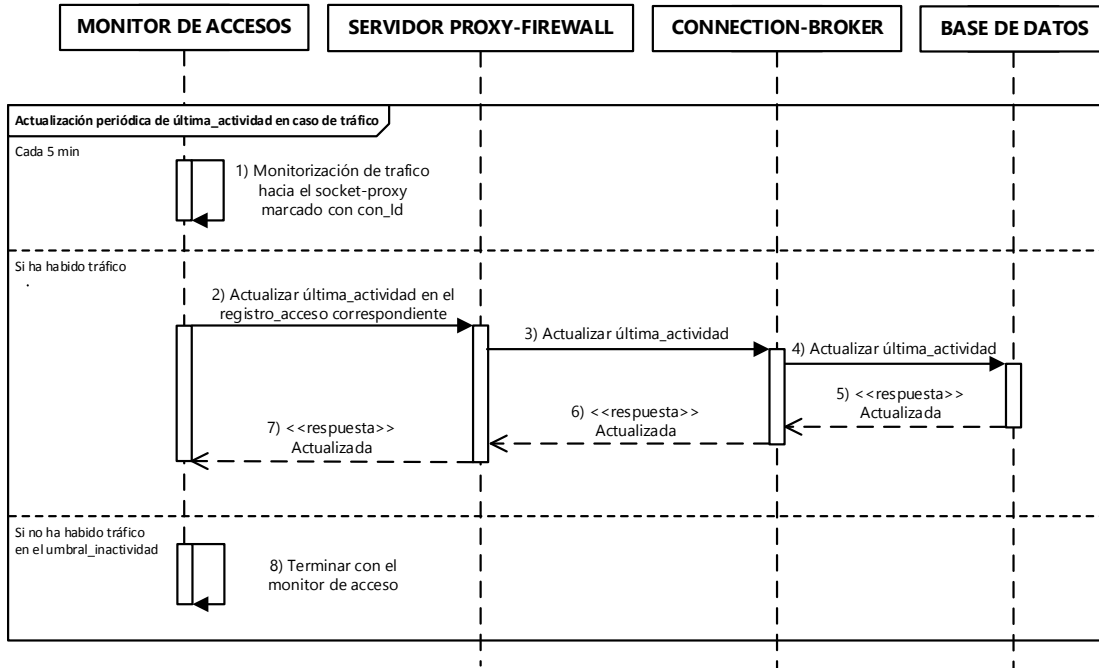 MONITOR DE ACCESOS
SERVIDOR PROXY-FIREWALL
CONNECTION-BROKER
BASE DE DATOS
Actualización periódica de última_actividad en caso de tráfico
Cada 5 min
1) Monitorización de trafico
hacia el socket-proxy
marcado con con_Id
Si ha habido tráfico
.
2) Actualizar última_actividad en el
registro_acceso correspondiente
3) Actualizar última_actividad
4) Actualizar última_actividad
5) <<respuesta>>
Actualizada
6) <<respuesta>>
Actualizada
7) <<respuesta>>
Actualizada
Si no ha habido tráfico
en el umbral_inactividad
8) Terminar con el
monitor de acceso